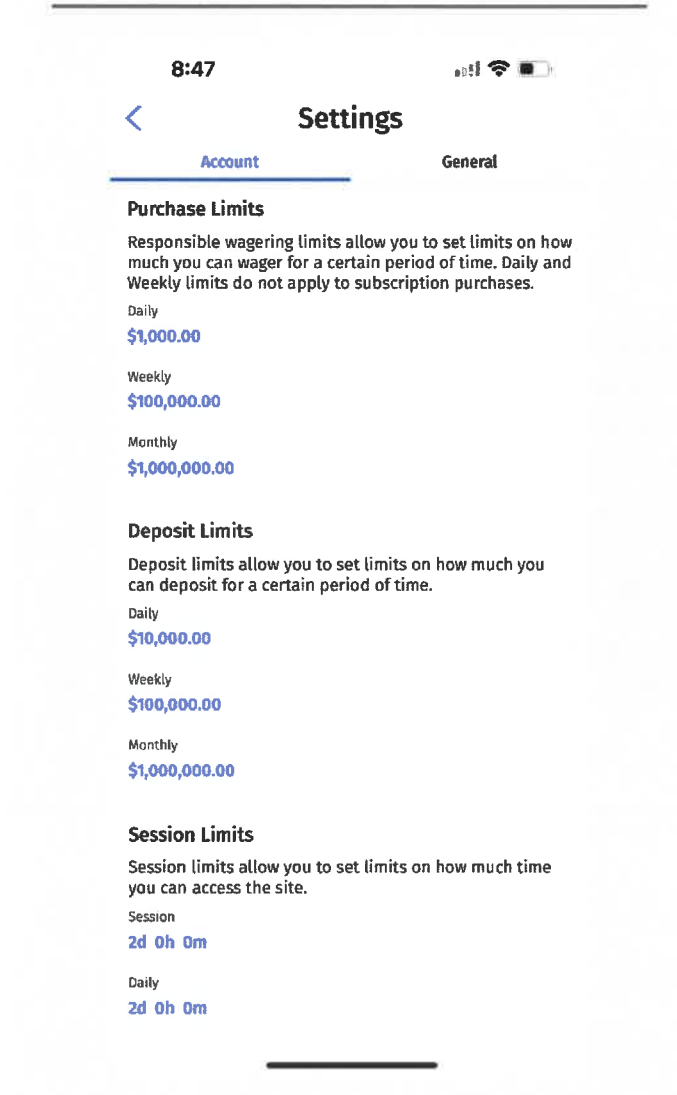 8:47
Settings
Account
General
Purchase Limits
Responsible wagering limits allow you to set limits on how
much you can wager for a certain period of time. Daily and
Weekly limits do not apply to subscription purchases.
Daily
$1,000.00
Weekly
$100,000.00
Monthly
$1,000,000.00
Deposit Limits
Deposit limits allow you to set limits on how much you
can deposit for a certain period of time.
Daily
$10,000.00
Weekly
$100,000.00
Monthly
$1,000,000.00
Session Limits
Session limits allow you to set limits on how much time
you can access the site.
Session
2d 0h 0m
Daily
2d 0h 0m